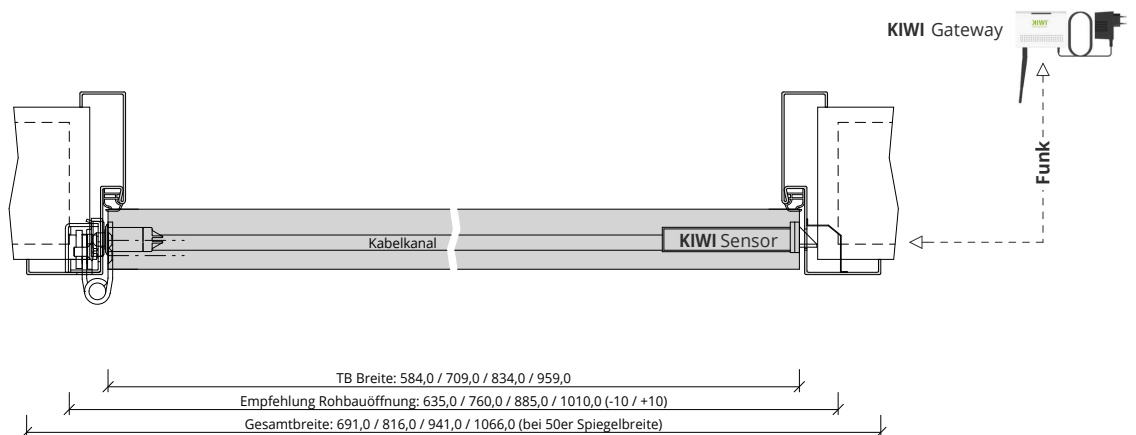 KIWI Gateway
KIWI
Funk
Kabelkanal
KIWI Sensor
TB Breite: 584,0 / 709,0 / 834,0 / 959,0
Empfehlung Rohbauöffnung: 635,0 / 760,0 / 885,0 / 1010,0 (-10 / +10)
Gesamtbreite: 691,0 / 816,0 / 941,0 / 1066,0 (bei 50er Spiegelbreite)